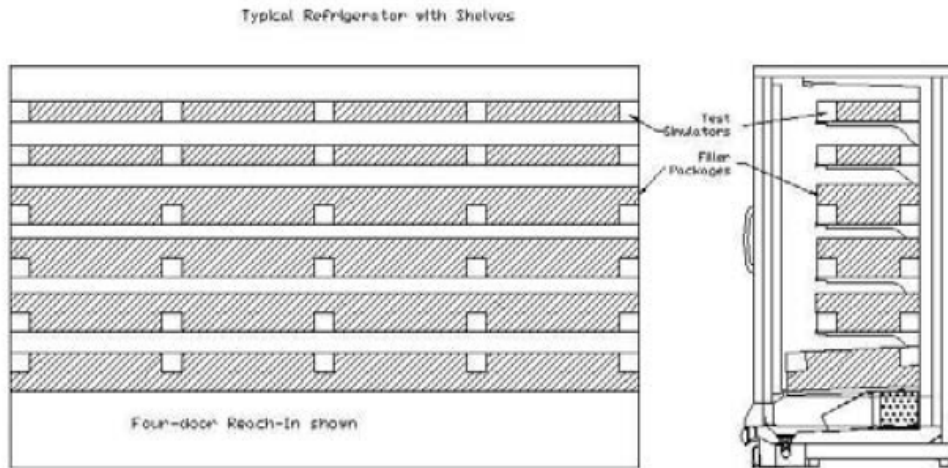 Typical Refrigerator with Shelves
Test
Simulators
Filler
Packages
Four-door Reach-In shown